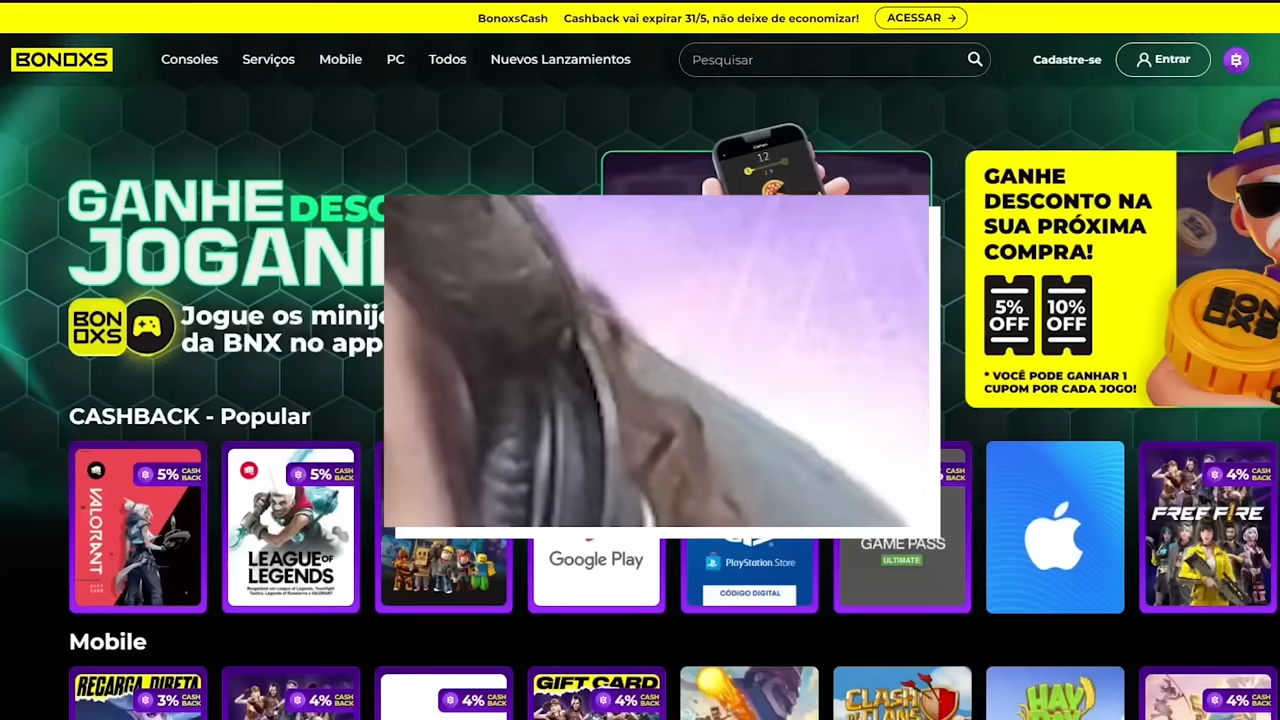 BonoxsCash Cashback vai expirar 31/5, não deixe de economizar! ACESSAR →
BONOXS
Consoles Serviços Mobile PC Todos Nuevos Lanzamientos
Pesquisar
Cadastre-se Entrar
GANHE DESC
JOGAN
BON
OXS
Jogue os minijo
da BNX no app
12
GANHE
DESCONTO NA
SUA PRÓXIMA
COMPRA!
5%
OFF
10%
OFF
* VOCÊ PODE GANHAR 1
CUPOM POR CADA JOGO!
CASHBACK - Popular
5% CASH BACK
VALORANT
5% CASH BACK
LEAGUE OF
LEGENDS
Google Play
PlayStation.Store
CÓDIGO DIGITAL
CASH BACK
GAME PASS
ULTIMATE
4% CASH BACK
FREE FIRE
Mobile
RECARGA DIRETA
3% CASH BACK
4% CASH BACK
4% CASH BACK
GIFT CARD
4% CASH BACK
CLASH
OF CLANS
HAY
DAY
4% CASH BACK